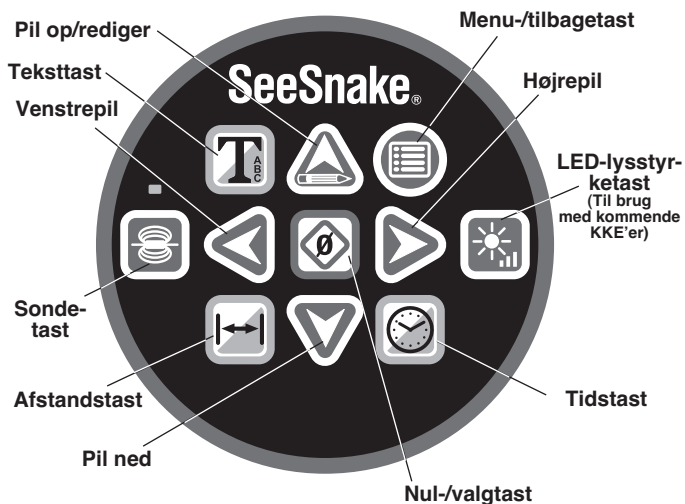 Pil op/rediger
Menu-/tilbagetast
Teksttast
Højrepil
Venstrepil
SeeSnake®
T
A
B
C
LED-lysstyr-
ketast
(Til brug
med kommende
KKE'er)
Ø
Sonde-
tast
Afstandstast
Tidstast
Pil ned
Nul-/valgtast